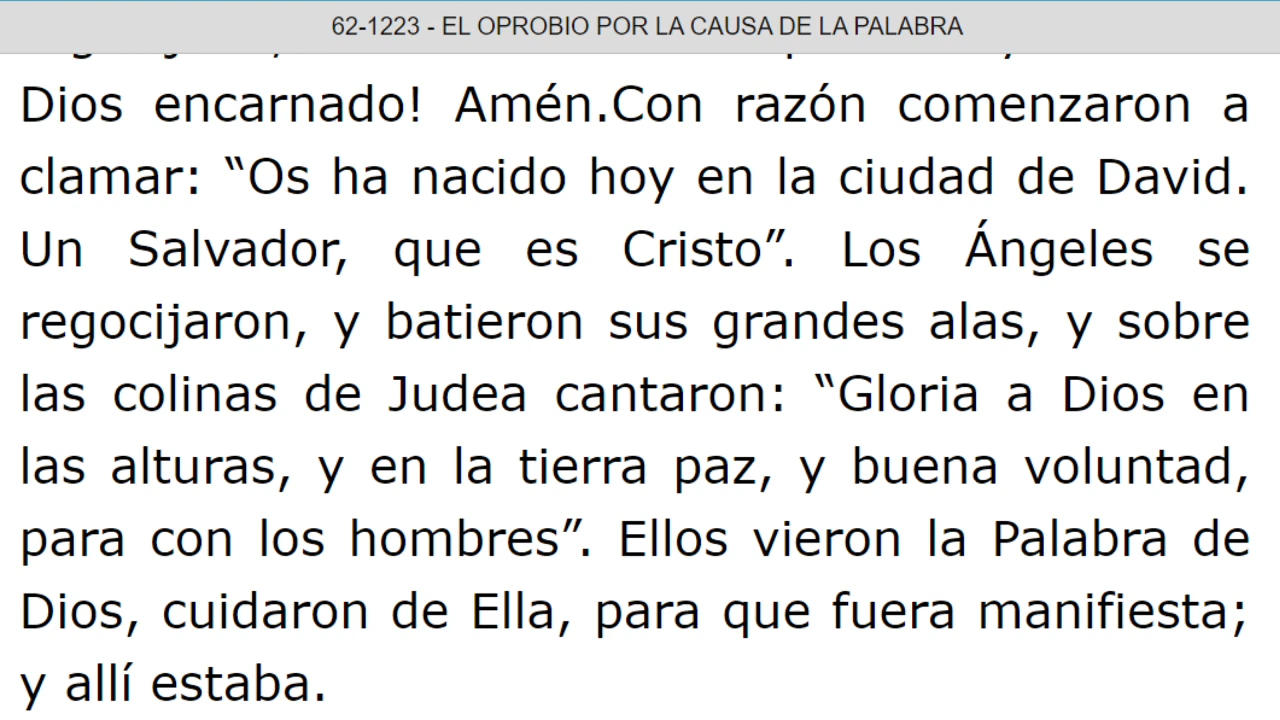 62-1223 - EL OPROBIO POR LA CAUSA DE LA PALABRA
Dios encarnado! Amén.Con razón comenzaron a
clamar: “Os ha nacido hoy en la ciudad de David.
Un Salvador, que es Cristo”. Los Ángeles se
regocijaron, y batieron sus grandes alas, y sobre
las colinas de Judea cantaron: “Gloria a Dios en
las alturas, y en la tierra paz, y buena voluntad,
para con los hombres”. Ellos vieron la Palabra de
Dios, cuidaron de Ella, para que fuera manifiesta;
y allí estaba.